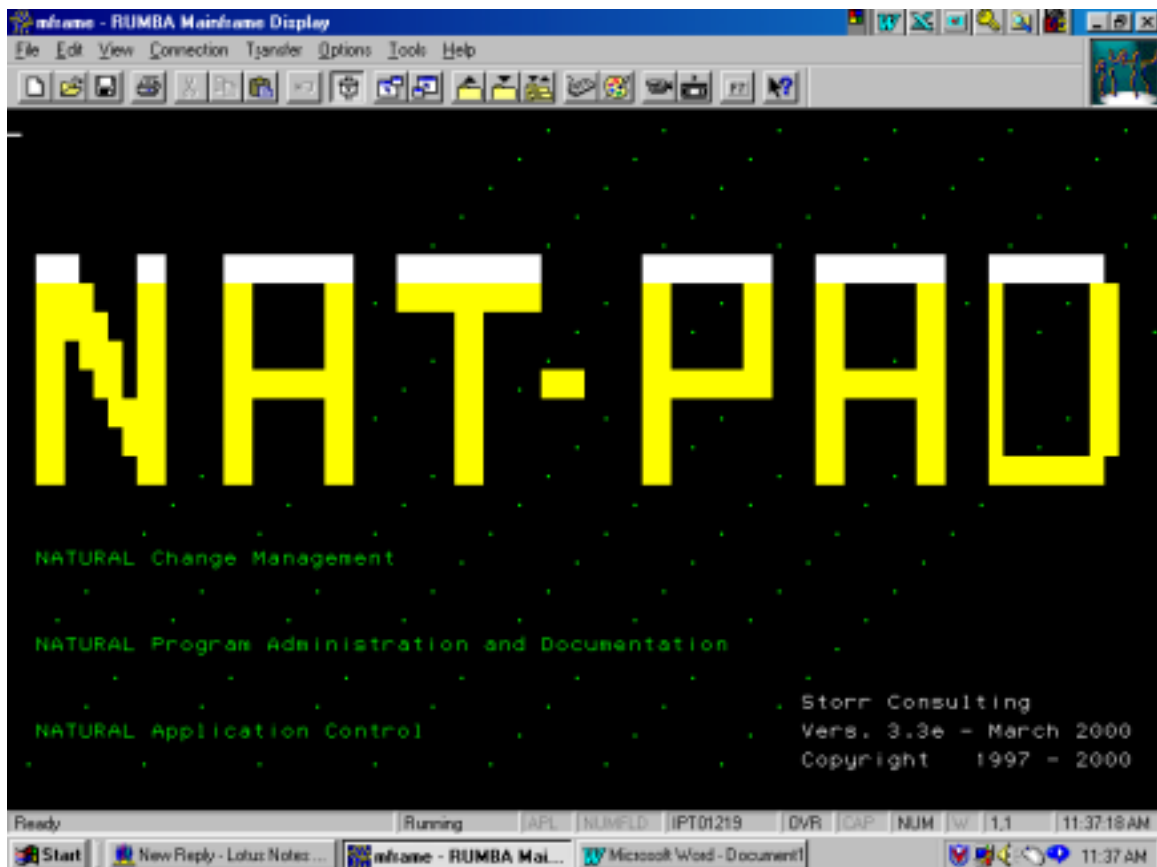 mframe - RUMBA Mainframe Display
File Edit View Connection Transfer Options Tools Help
NAT-PAD
NATURAL Change Management
NATURAL Program Administration and Documentation
NATURAL Application Control
Storr Consulting
Vers. 3.3e - March 2000
Copyright 1997 - 2000
Ready Running APL NUMFLD IPT01219 OVR CAP NUM W 1,1 11:37:18 AM
Start New Reply - Lotus Notes ... mframe - RUMBA Mai... Microsoft Word - Document1 11:37 AM